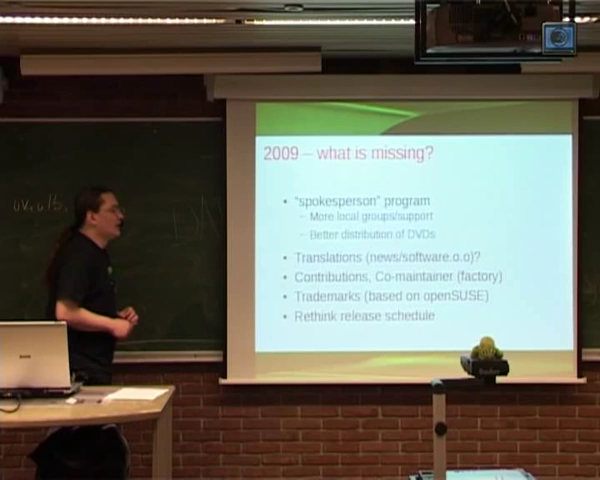 2009 – what is missing?
• "spokesperson" program
– More local groups/support
– Better distribution of DVDs
• Translations (news/software.o.o)?
• Contributions, Co-maintainer (factory)
• Trademarks (based on openSUSE)
• Rethink release schedule